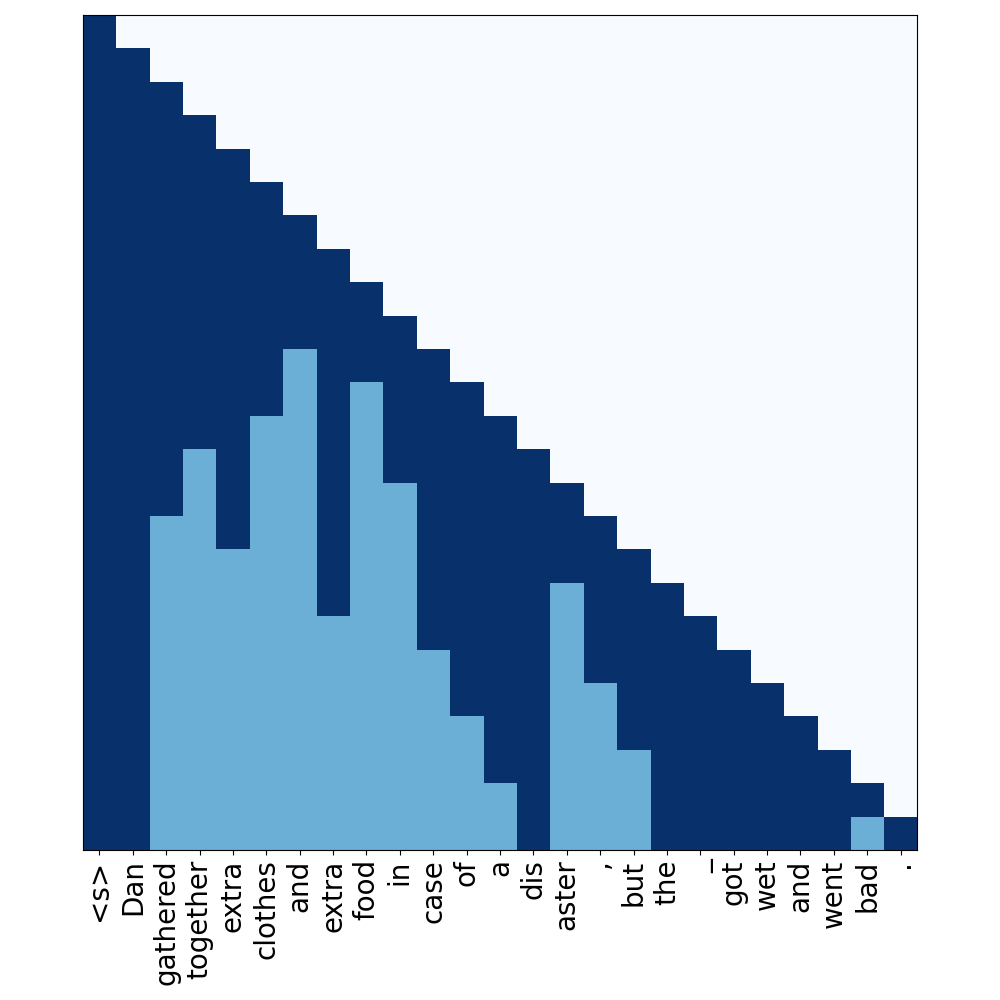 <s>
Dan
gathered
together
extra
clothes
and
extra
food
in
case
of
a
dis
aster
,
but
the
_
got
wet
and
went
bad
.